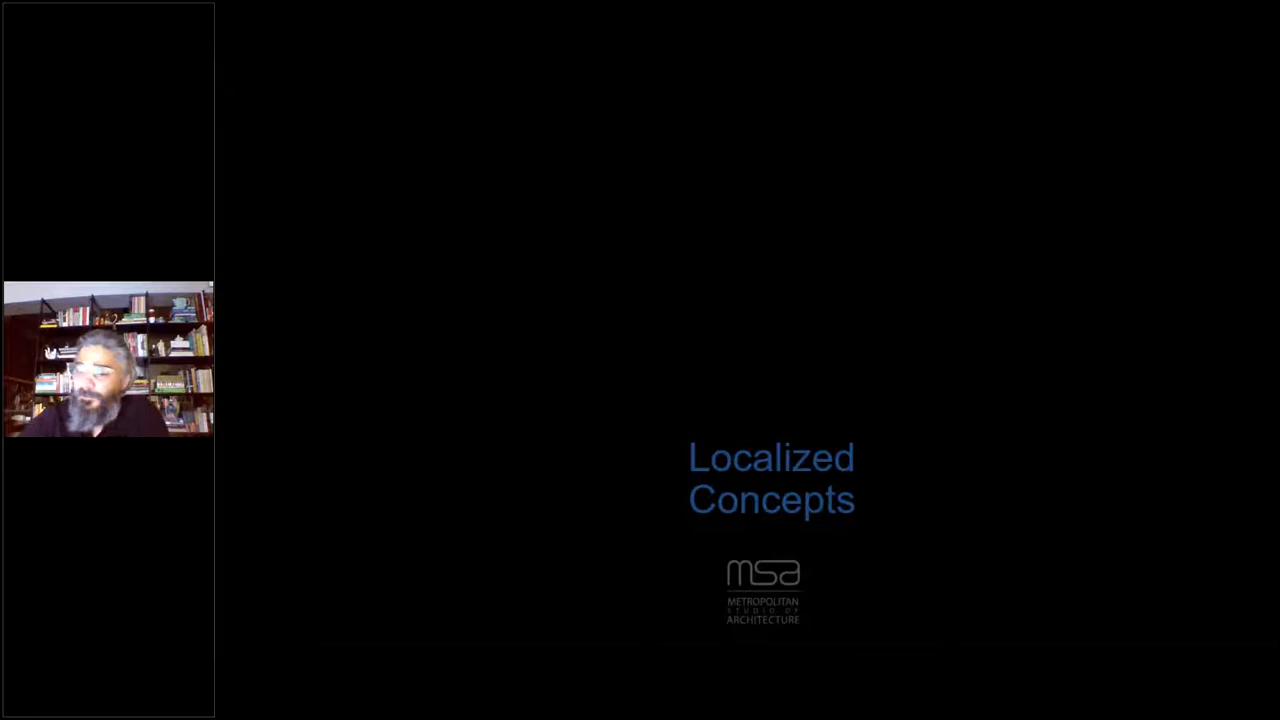 Localized
Concepts
msa
METROPOLITAN
STUDIO OF
ARCHITECTURE